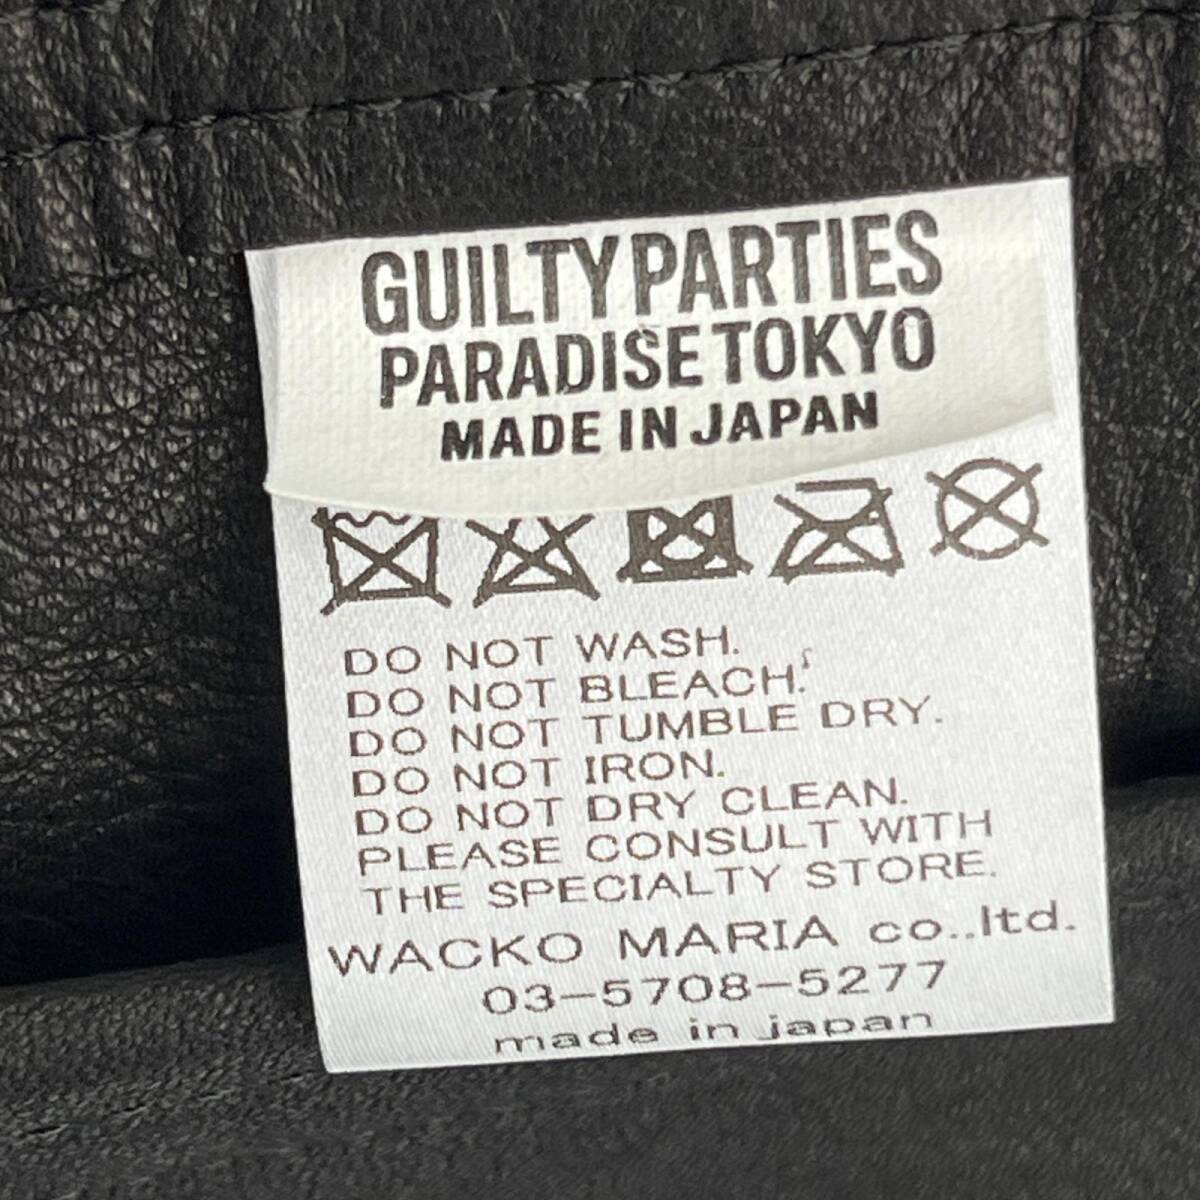 GUILTY PARTIES
PARADISE TOKYO
MADE IN JAPAN
DO NOT WASH.
DO NOT BLEACH.
DO NOT TUMBLE DRY.
DO NOT IRON.
DO NOT DRY CLEAN.
PLEASE CONSULT WITH
THE SPECIALTY STORE.
WACKO MARIA co.,ltd.
03-5708-5277
made in japan